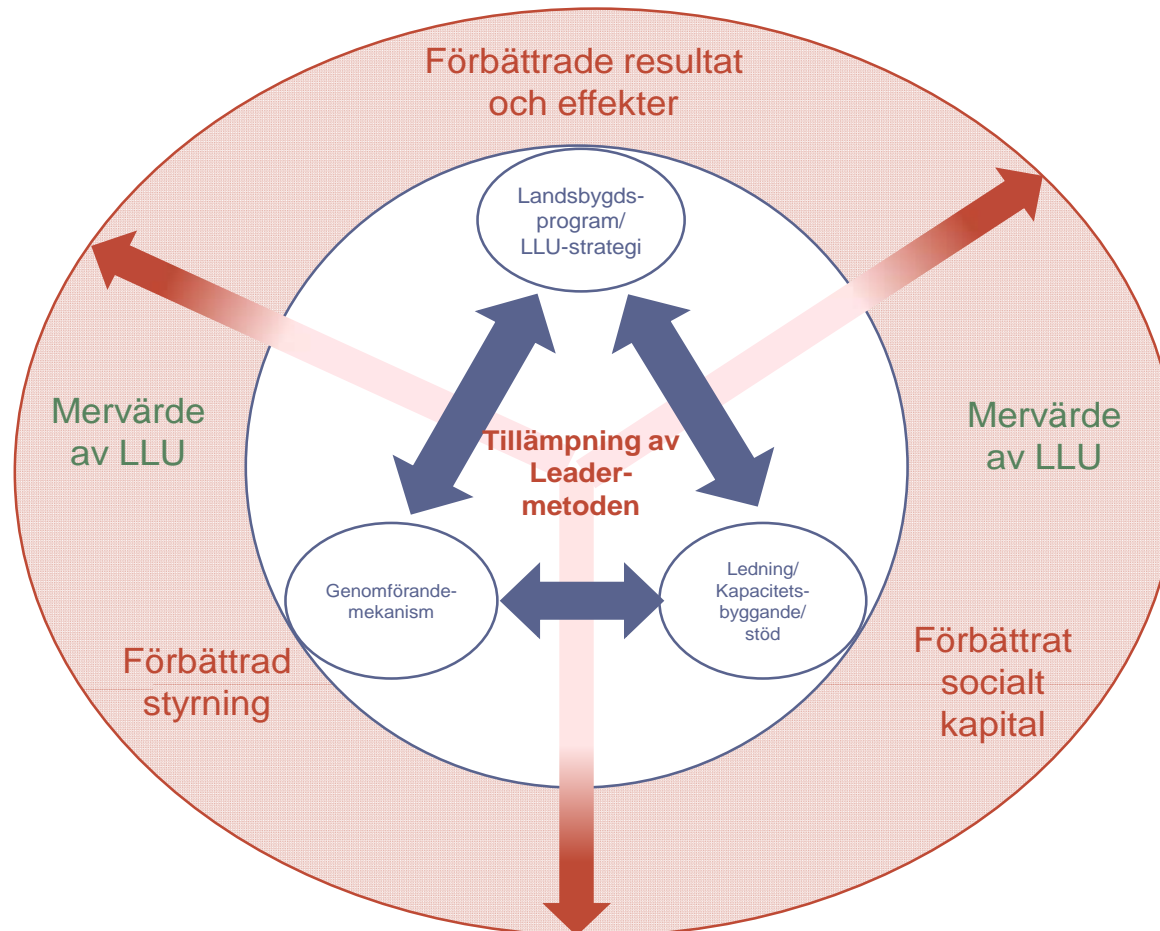 Förbättrade resultat
och effekter
Landsbygds-
program/
LLU-strategi
Mervärde
av LLU
Mervärde
av LLU
Tillämpning av
Leader-
metoden
Genomförande-
mekanism
Ledning/
Kapacitets-
byggande/
stöd
Förbättrad
styrning
Förbättrat
socialt
kapital